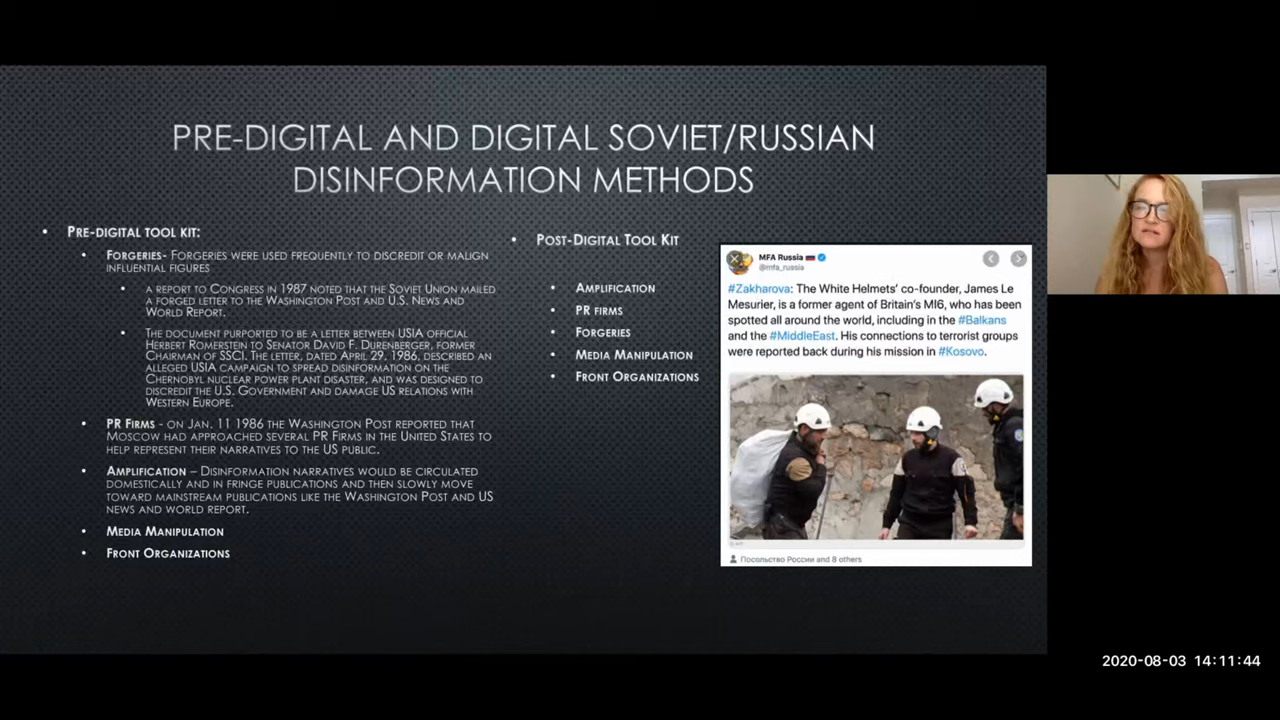 PRE-DIGITAL AND DIGITAL SOVIET/RUSSIAN
DISINFORMATION METHODS
• PRE-DIGITAL TOOL KIT:
• FORGERIES- FORGERIES WERE USED FREQUENTLY TO DISCREDIT OR MALIGN
INFLUENTIAL FIGURES
• A REPORT TO CONGRESS IN 1987 NOTED THAT THE SOVIET UNION MAILED
A FORGED LETTER TO THE WASHINGTON POST AND U.S. NEWS AND
WORLD REPORT.
• THE DOCUMENT PURPORTED TO BE A LETTER BETWEEN USIA OFFICIAL
HERBERT ROMERSTEIN TO SENATOR DAVID F. DURENBERGER, FORMER
CHAIRMAN OF SSCI. THE LETTER, DATED APRIL 29, 1986, DESCRIBED AN
ALLEGED USIA CAMPAIGN TO SPREAD DISINFORMATION ON THE
CHERNOBYL NUCLEAR POWER PLANT DISASTER, AND WAS DESIGNED TO
DISCREDIT THE U.S. GOVERNMENT AND DAMAGE US RELATIONS WITH
WESTERN EUROPE.
• PR FIRMS - ON JAN. 11 1986 THE WASHINGTON POST REPORTED THAT
MOSCOW HAD APPROACHED SEVERAL PR FIRMS IN THE UNITED STATES TO
HELP REPRESENT THEIR NARRATIVES TO THE US PUBLIC.
• AMPLIFICATION – DISINFORMATION NARRATIVES WOULD BE CIRCULATED
DOMESTICALLY AND IN FRINGE PUBLICATIONS AND THEN SLOWLY MOVE
TOWARD MAINSTREAM PUBLICATIONS LIKE THE WASHINGTON POST AND US
NEWS AND WORLD REPORT.
• MEDIA MANIPULATION
• FRONT ORGANIZATIONS
• POST-DIGITAL TOOL KIT
• AMPLIFICATION
• PR FIRMS
• FORGERIES
• MEDIA MANIPULATION
• FRONT ORGANIZATIONS
MFA Russia
@mfa_russia
#Zakharova: The White Helmets' co-founder, James Le
Mesurier, is a former agent of Britain's MI6, who has been
spotted all around the world, including in the #Balkans
and the #MiddleEast. His connections to terrorist groups
were reported back during his mission in #Kosovo.
Посольство России and 8 others
2020-08-03 14:11:44